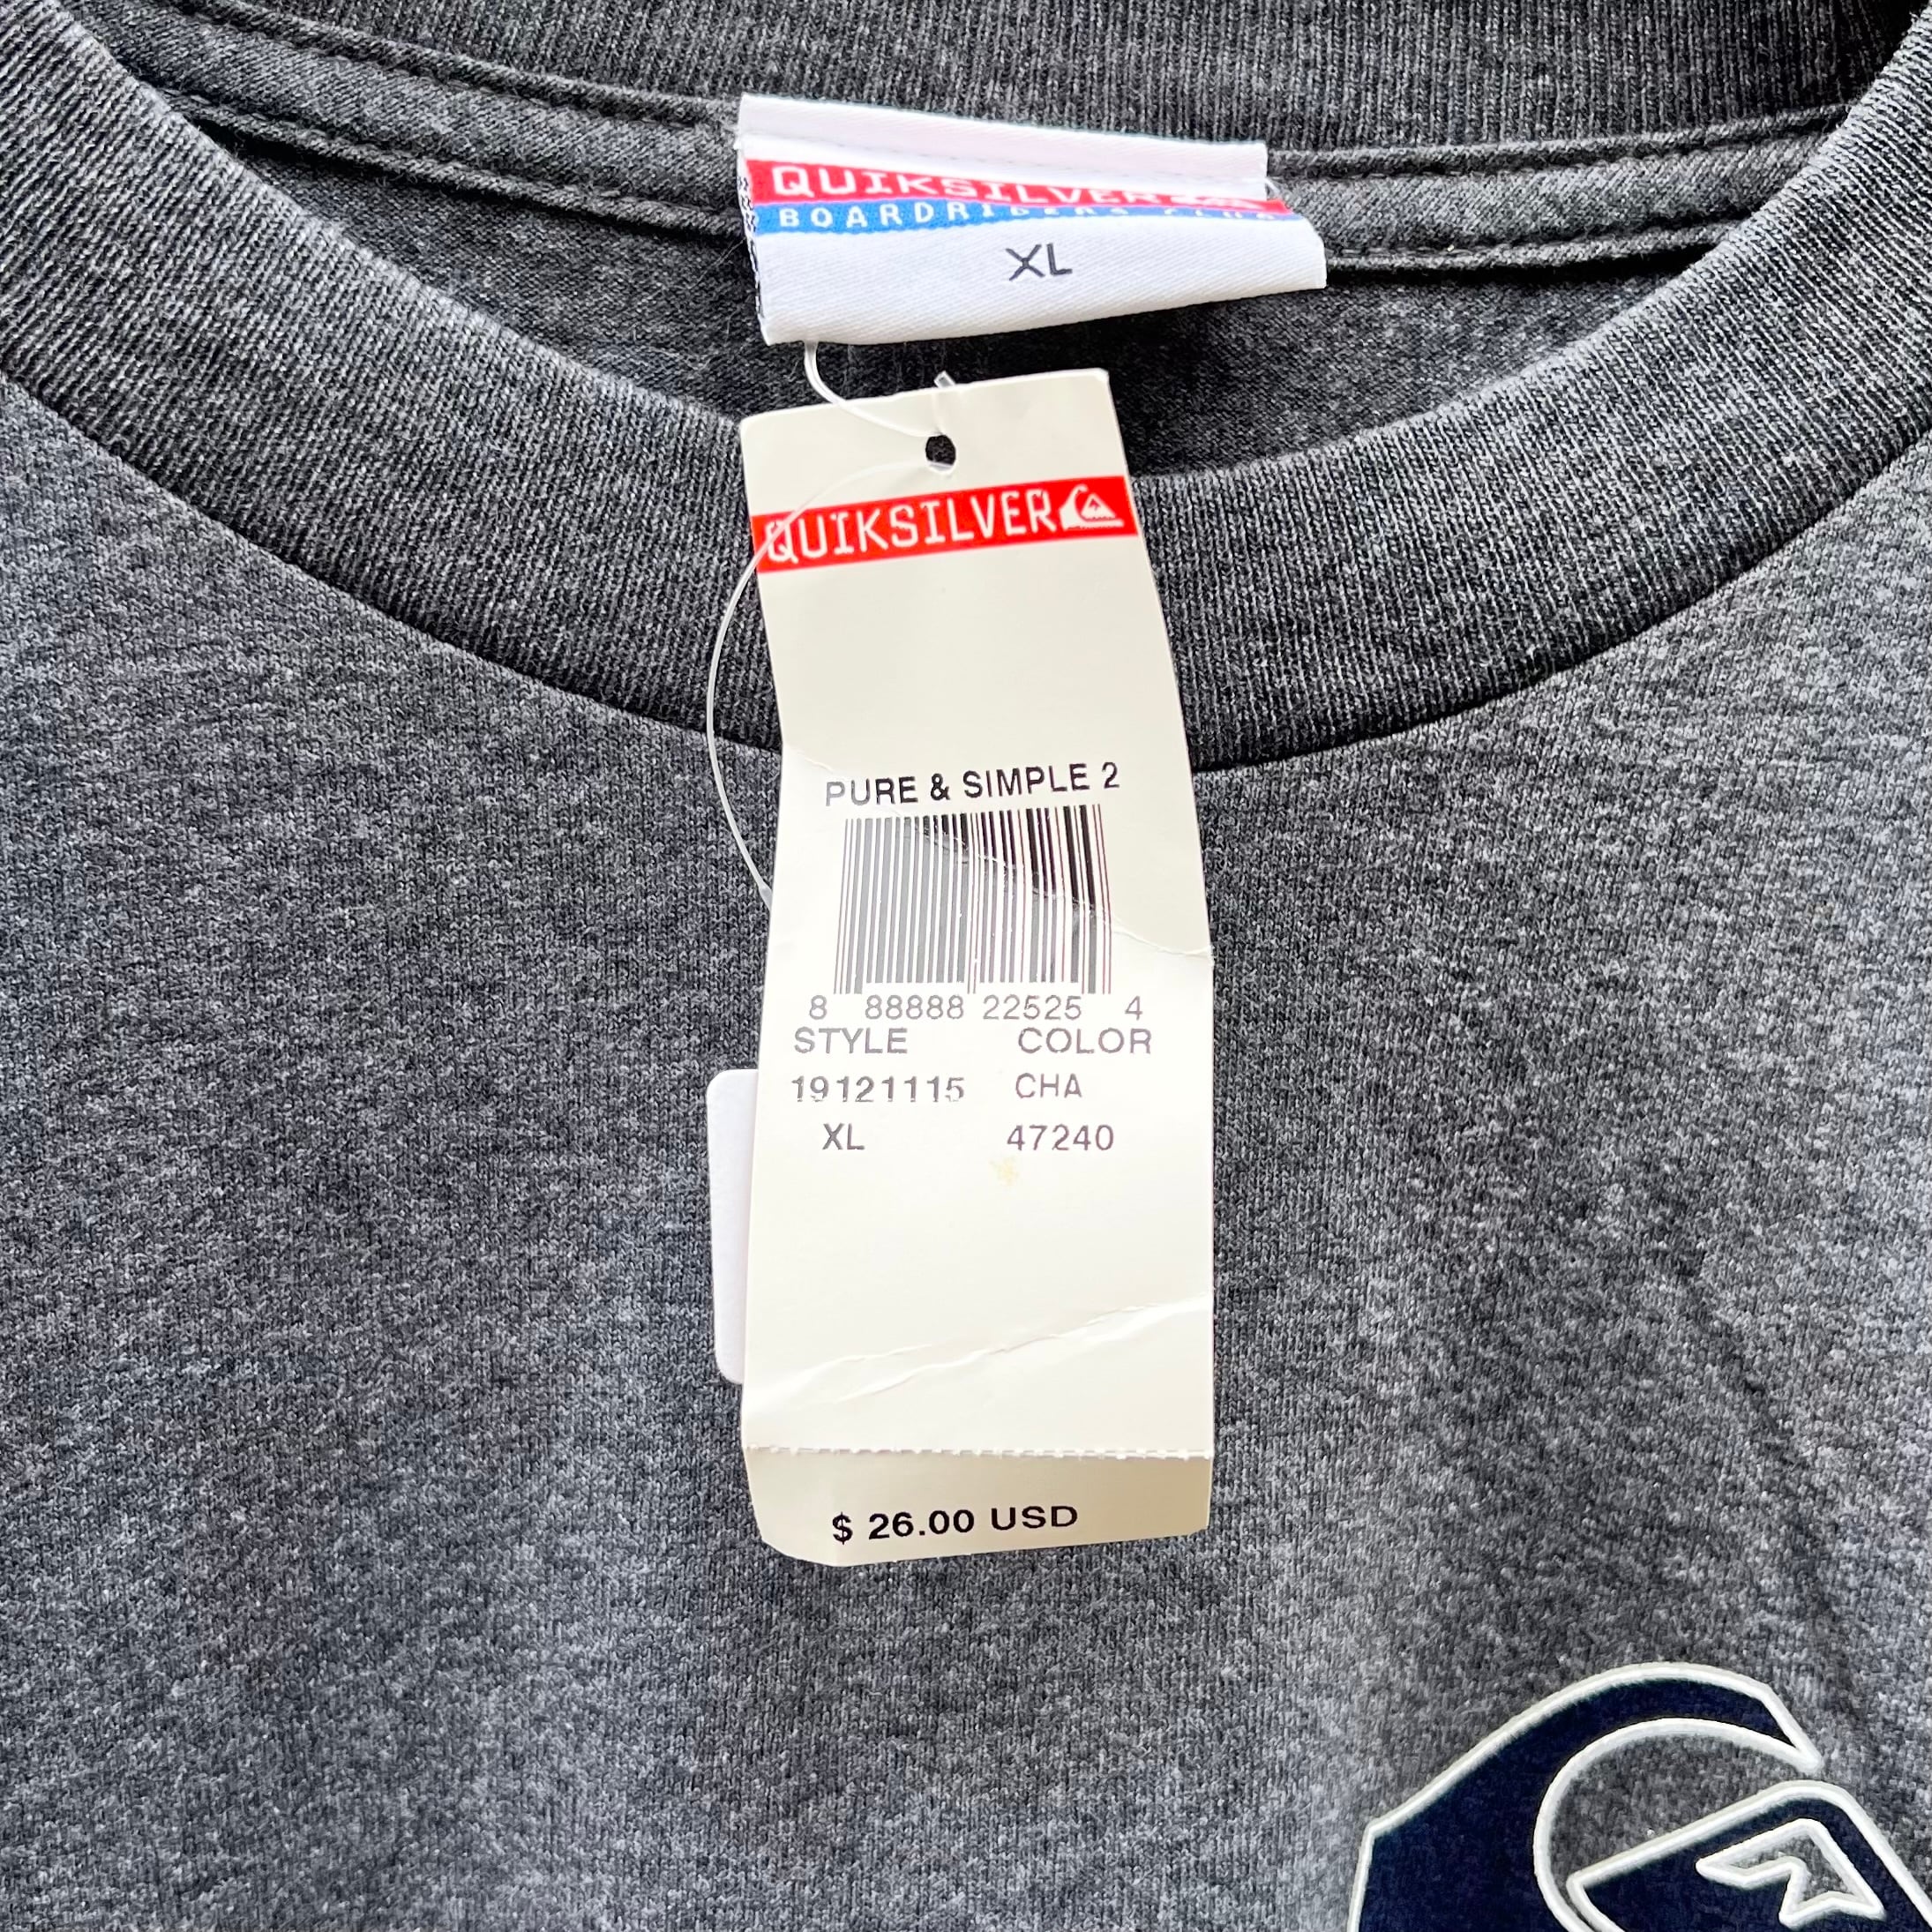 QUIKSILVER
BOARDRIDERS CLUB
XL
QUIKSILVER
PURE & SIMPLE 2
8 88888 22525 4
STYLE COLOR
19121115 CHA
XL 47240
$ 26.00 USD